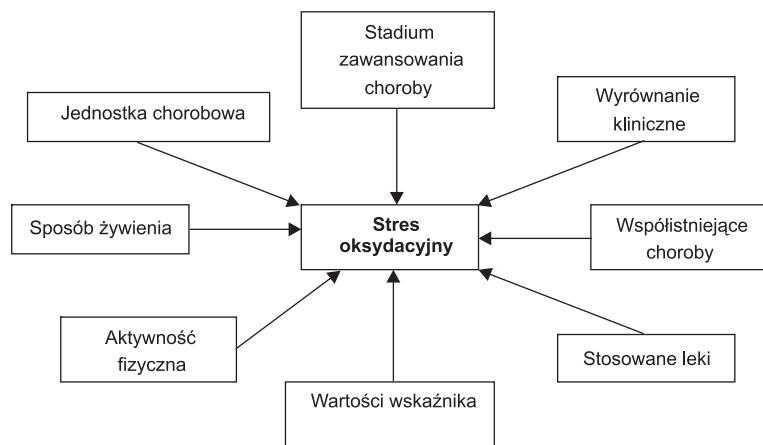 Stadium
zawansowania
choroby
Jednostka chorobowa
Wyrównanie
kliniczne
Sposób żywienia
Stres
oksydacyjny
Współistniejące
choroby
Aktywność
fizyczna
Stosowane leki
Wartości wskaźnika